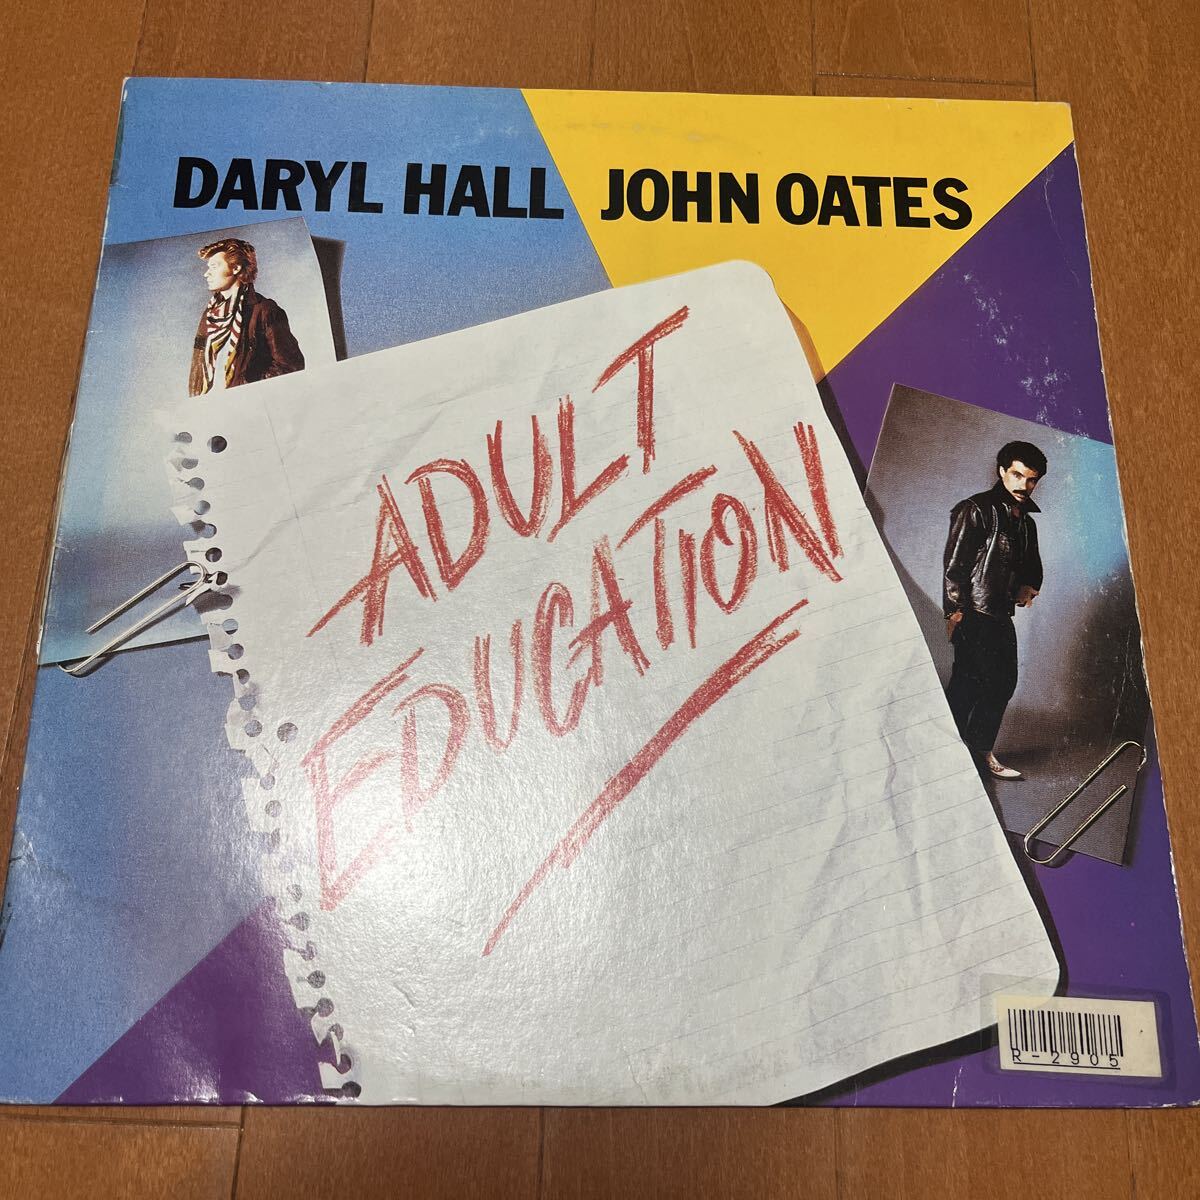 DARYL HALL JOHN OATES
ADULT
EDUCATION
R-2905